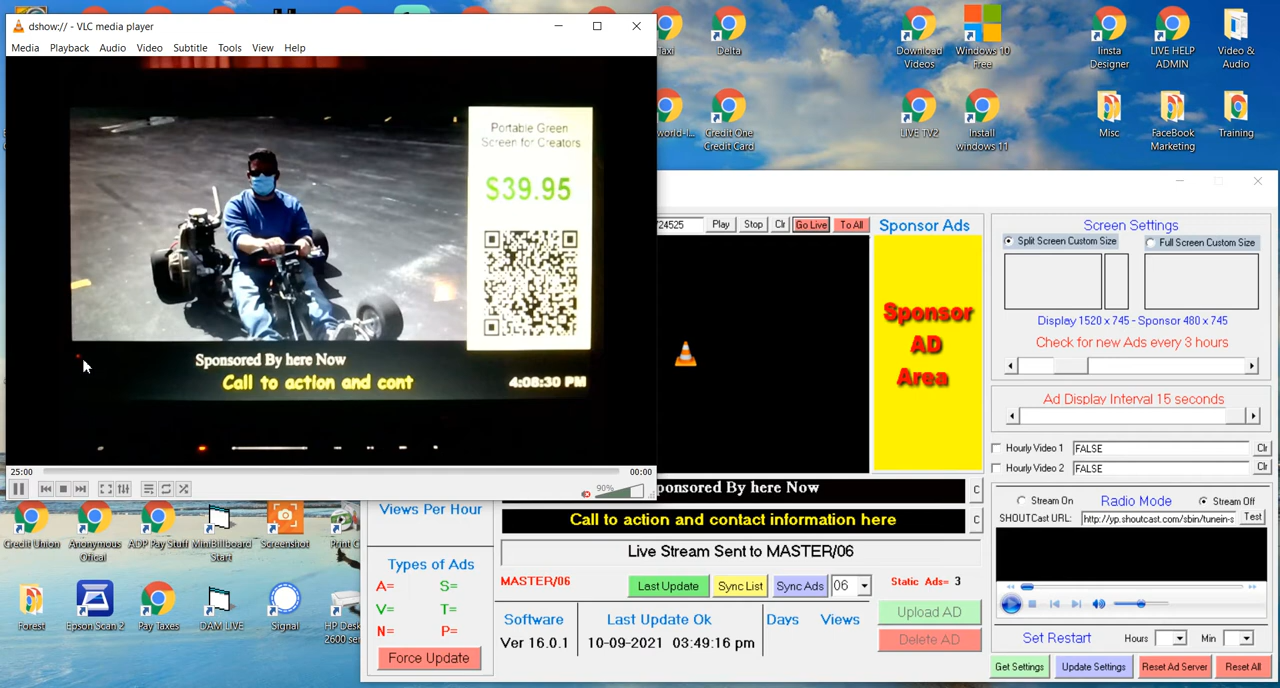 dshow:// - VLC media player
Media Playback Audio Video Subtitle Tools View Help
Portable Green
Screen for Creators
$39.95
Sponsored By here Now
Call to action and cont
4:08:30 PM
25:00
00:00
90%
Taxi
Delta
Download
Videos
Windows 10
Free
Iinsta
Designer
LIVE HELP
ADMIN
Video &
Audio
Credit One
Credit Card
LIVE TV2
Install
windows 11
Misc
FaceBook
Marketing
Training
24525 Play Stop Clr Go Live To All
Sponsor Ads
Sponsor
AD
Area
Screen Settings
Split Screen Custom Size
Full Screen Custom Size
Display 1520 x 745 - Sponsor 480 x 745
Check for new Ads every 3 hours
Ad Display Interval 15 seconds
Hourly Video 1 FALSE Clr
Hourly Video 2 FALSE Clr
Stream On Radio Mode Stream Off
SHOUTCast URL: http://yp.shoutcast.com/sbin/tunein-s Test
Set Restart Hours Min
Get Settings Update Settings Reset Ad Server Reset All
ponsored By here Now C
Call to action and contact information here C
Live Stream Sent to MASTER/06
MASTER/06 Last Update Sync List Sync Ads 06 Static Ads= 3
Software Last Update Ok Days Views
Ver 16.0.1 10-09-2021 03:49:16 pm
Upload AD
Delete AD
Views Per Hour
Types of Ads
A= S=
V= T=
N= P=
Force Update
Credit Union
Anonymous
Oficial
ADP Pay Stuff
MiniBillboard
Start
Screenshot
Print C
Forest
Epson Scan 2
Pay Taxes
DAM LIVE
Signal
HP Desk
2600 ser